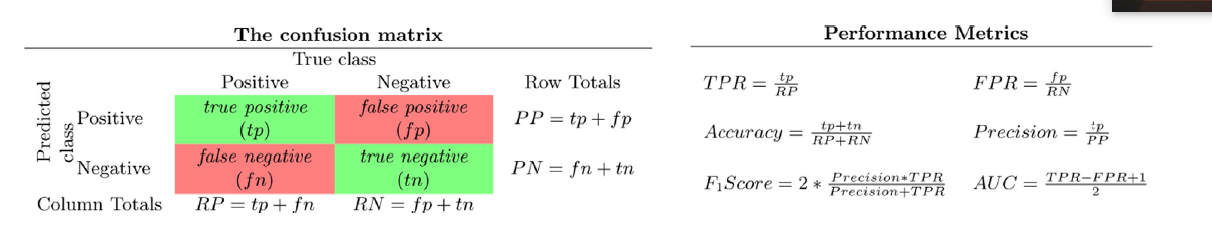 The confusion matrix
True class
Positive Negative Row Totals
Predicted class
Positive true positive (tp) false positive (fp) PP = tp + fp
Negative false negative (fn) true negative (tn) PN = fn + tn
Column Totals RP = tp + fn RN = fp + tn
Performance Metrics
TPR = tp/RP FPR = fp/RN
Accuracy = tp+tn/RP+RN Precision = tp/PP
F₁Score = 2 * Precision*TPR/Precision+TPR AUC = TPR−FPR+1/2